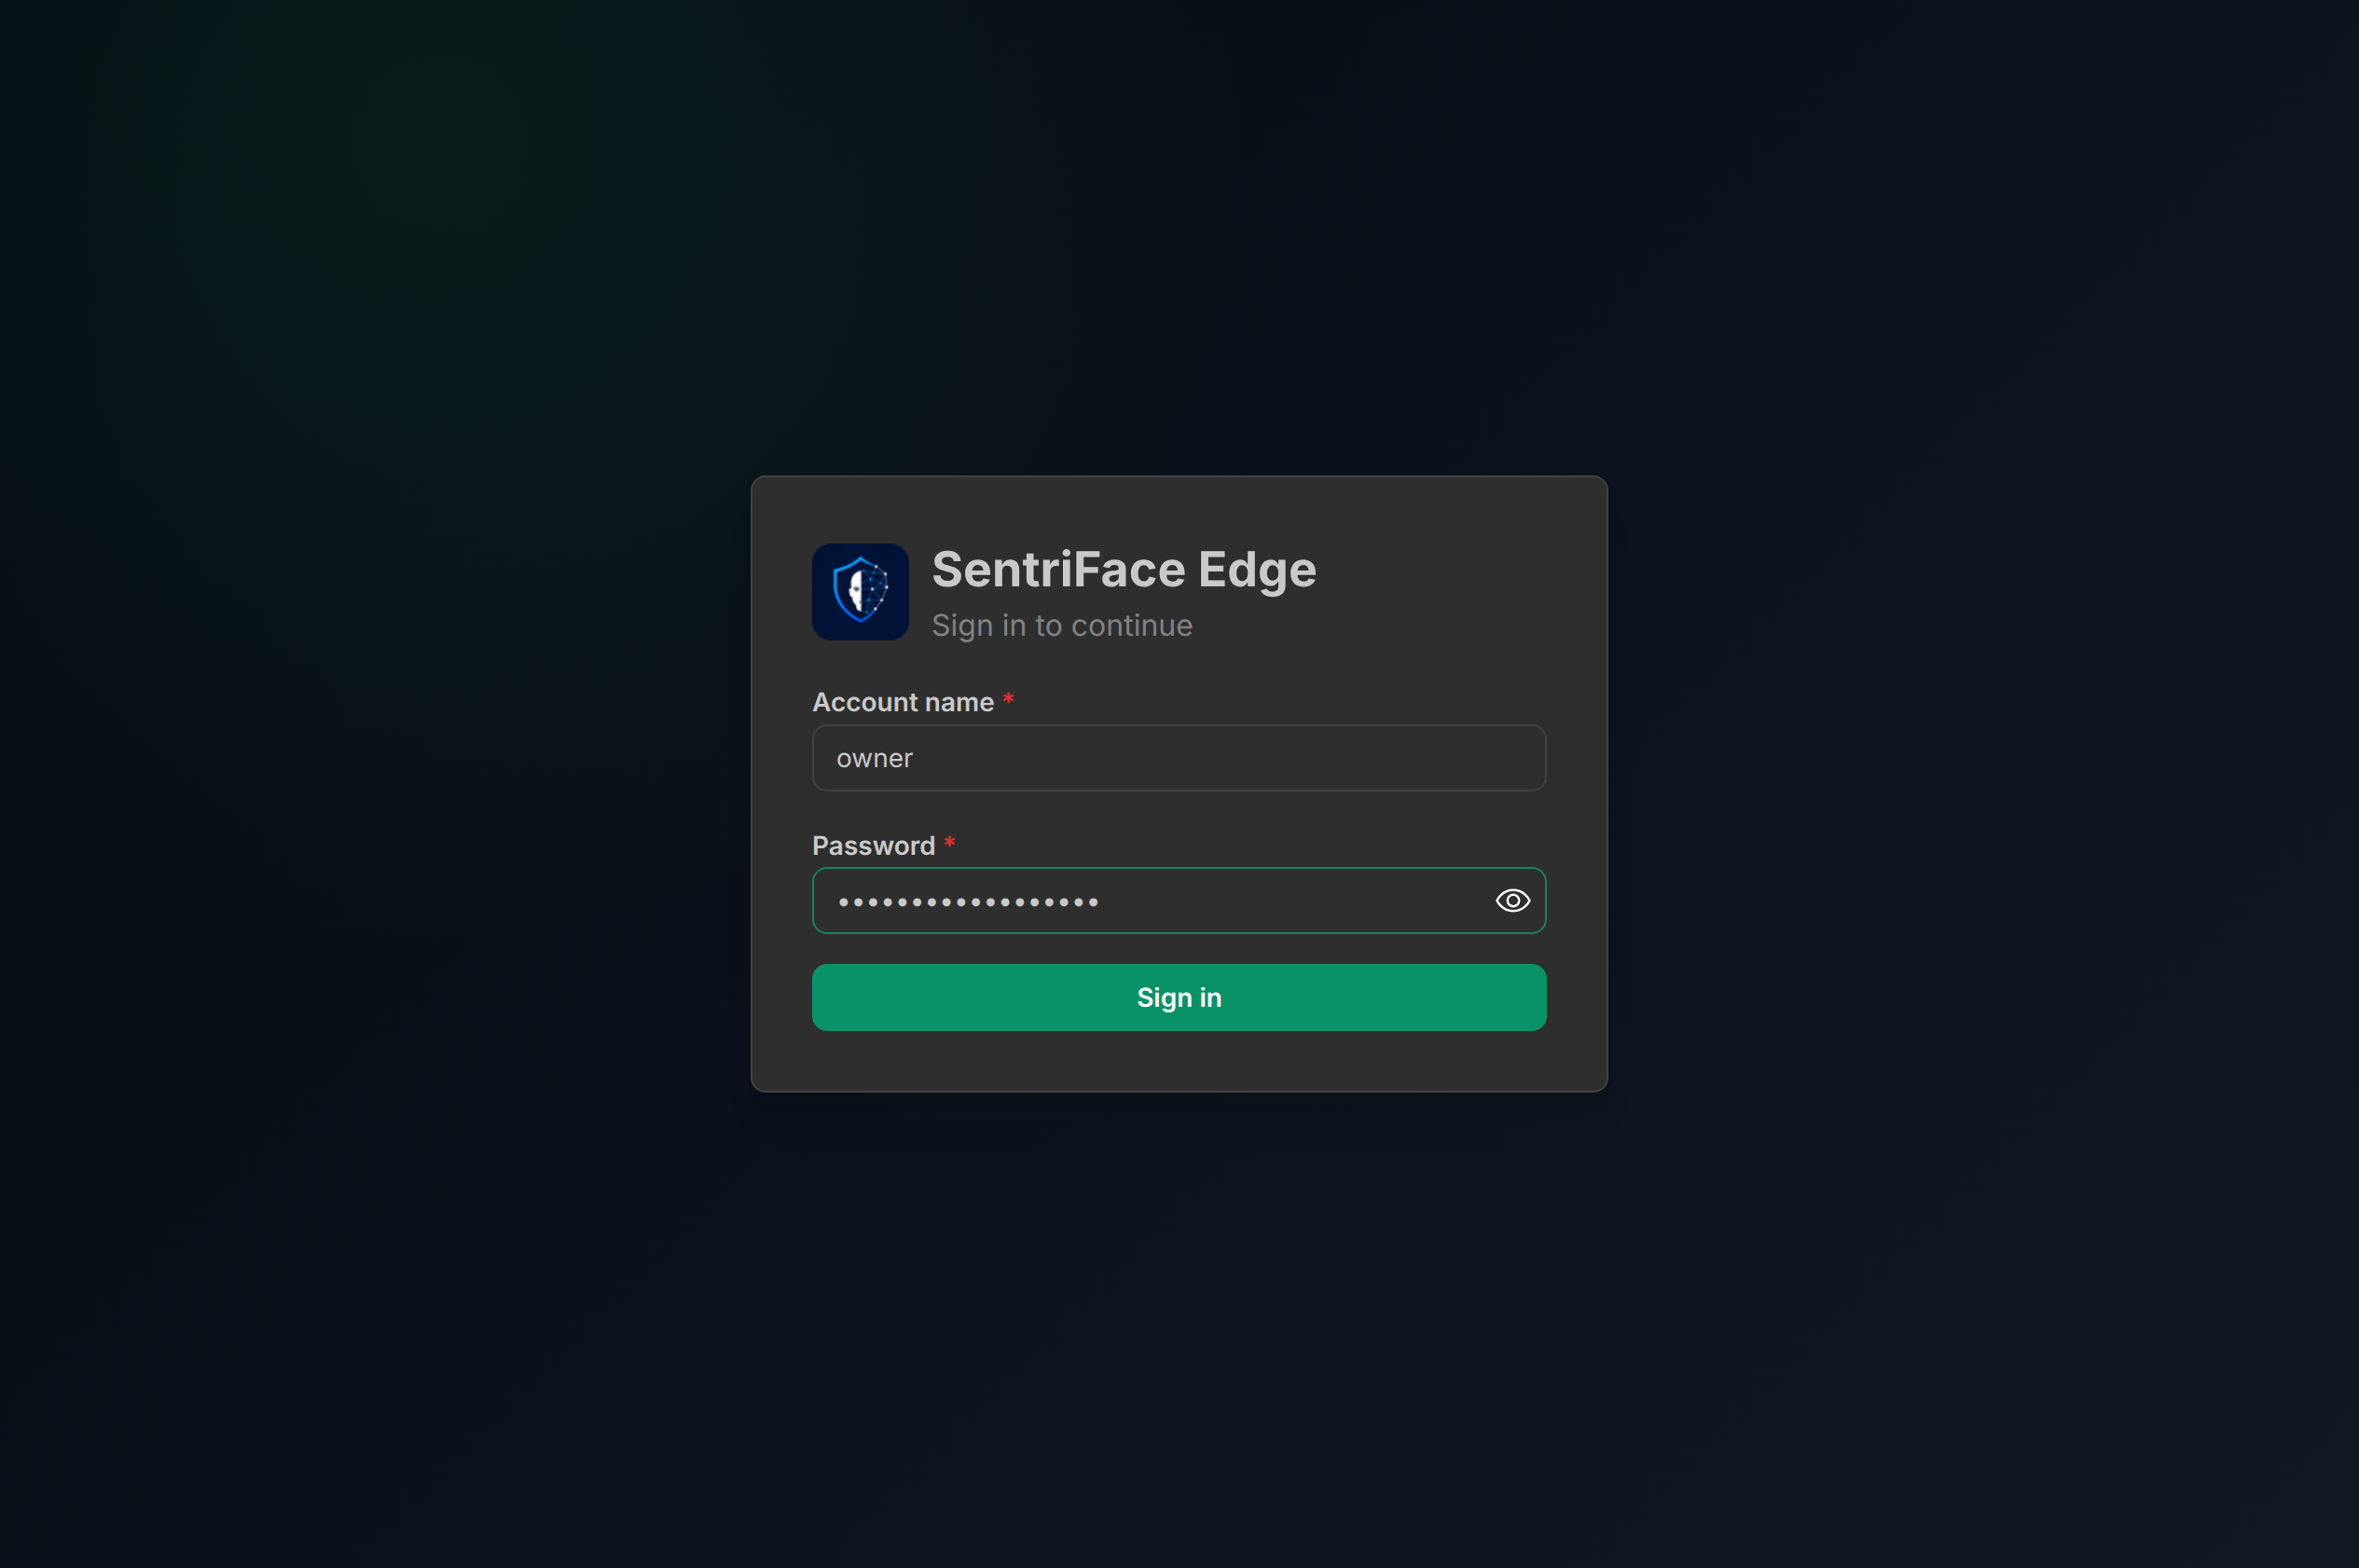 SentriFace Edge
Sign in to continue
Account name *
owner
Password *
••••••••••••••••••
Sign in